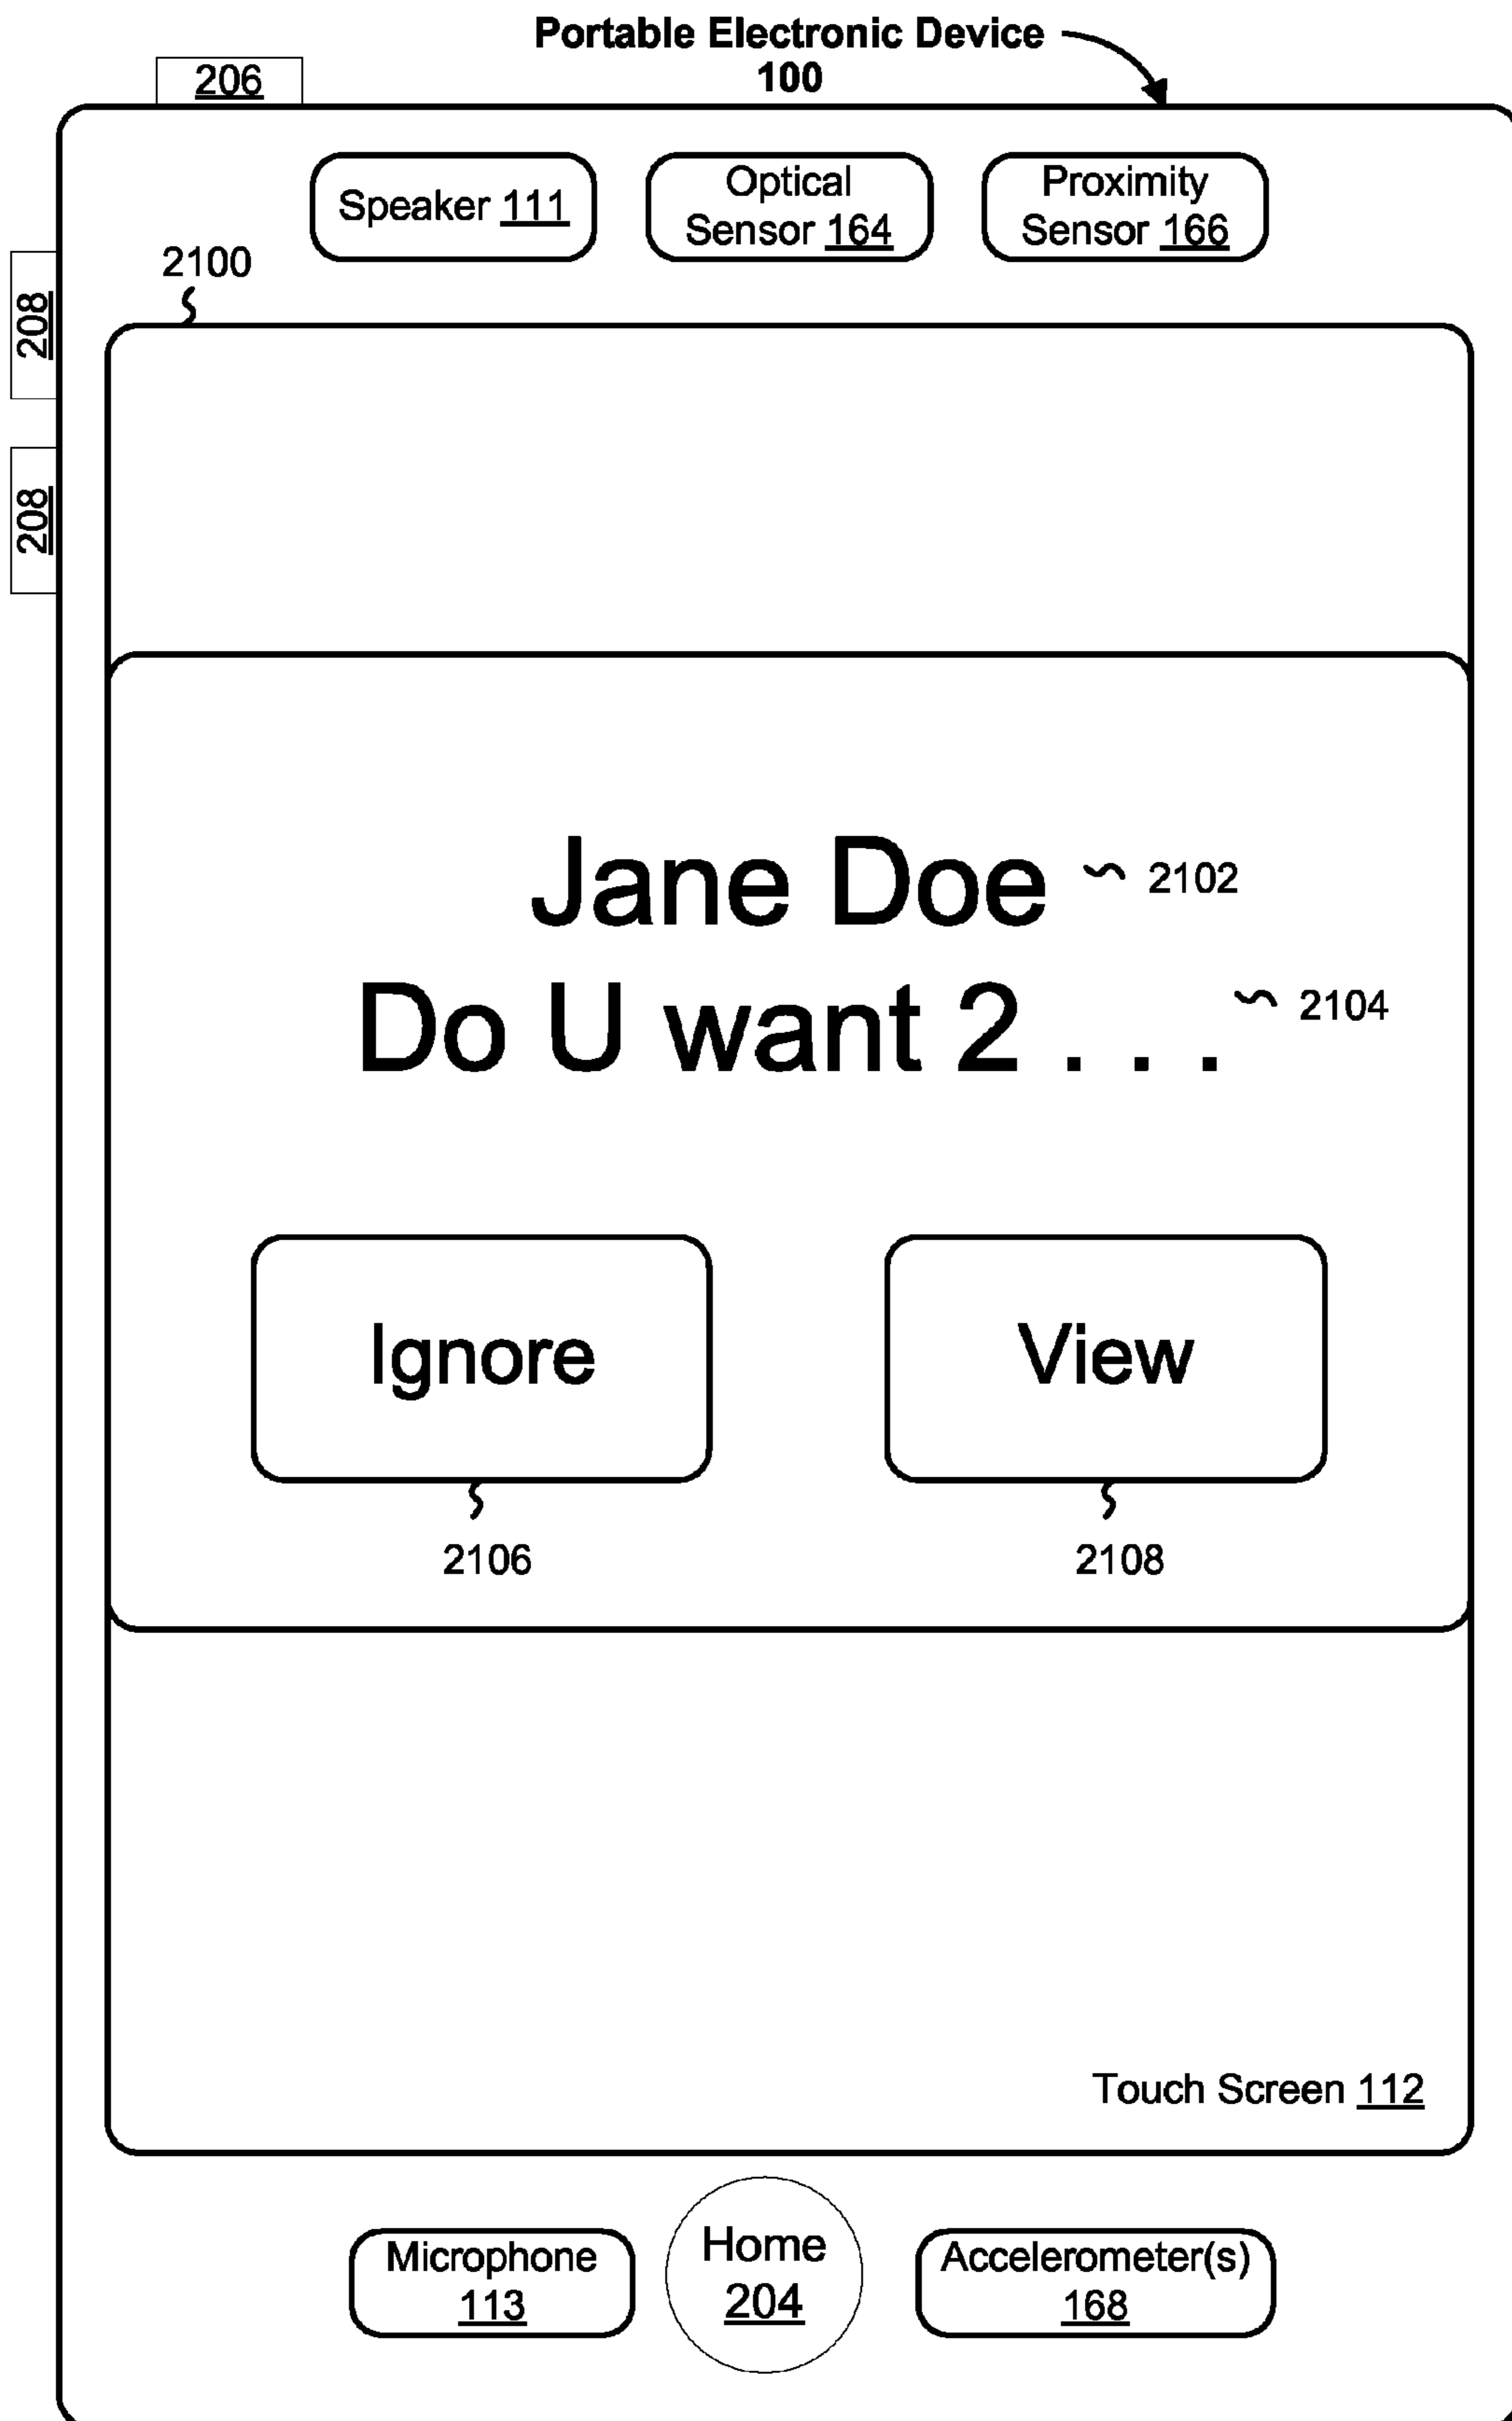 Portable Electronic Device
100
206
Speaker 111
Optical
Sensor 164
Proximity
Sensor 166
2100
208
208
Jane Doe
2102
Do U want 2 . . .
2104
Ignore
View
2106
2108
Touch Screen 112
Microphone
113
Home
204
Accelerometer(s)
168